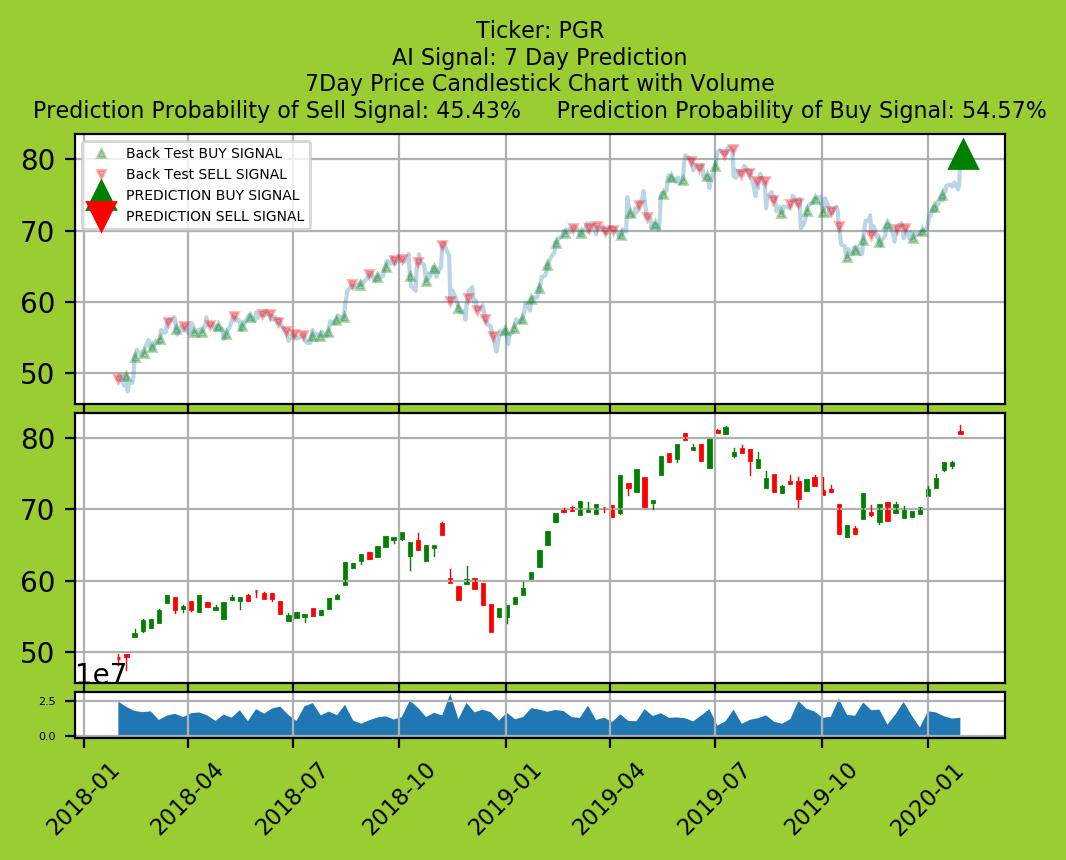 Ticker: PGR
AI Signal: 7 Day Prediction
7Day Price Candlestick Chart with Volume
Prediction Probability of Sell Signal: 45.43% Prediction Probability of Buy Signal: 54.57%
Back Test BUY SIGNAL
Back Test SELL SIGNAL
PREDICTION BUY SIGNAL
PREDICTION SELL SIGNAL
80
70
60
50
80
70
60
50
1e7
2.5
0.0
2018-01
2018-04
2018-07
2018-10
2019-01
2019-04
2019-07
2019-10
2020-01